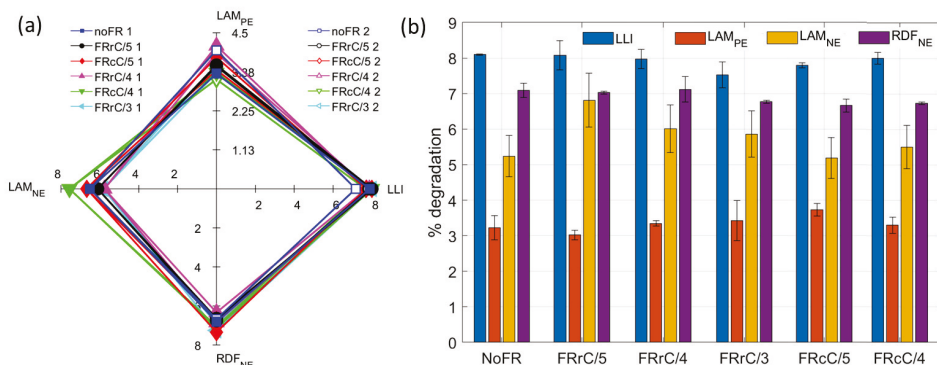 (a)
LAM_PE
4.5
noFR 1
noFR 2
FRrC/5 1
FRrC/5 2
FRcC/5 1
FRcC/5 2
FRrC/4 1
FRrC/4 2
FRcC/4 1
FRcC/4 2
FRrC/3 1
FRrC/3 2
3.38
2.25
1.13
LAM_NE
8 6 4 2
2 4 6 8
LLI
2
4
6
8
RDF_NE
(b)
LLI LAM_PE LAM_NE RDF_NE
% degradation
9
8
7
6
5
4
3
2
1
0
NoFR FRrC/5 FRrC/4 FRrC/3 FRcC/5 FRcC/4